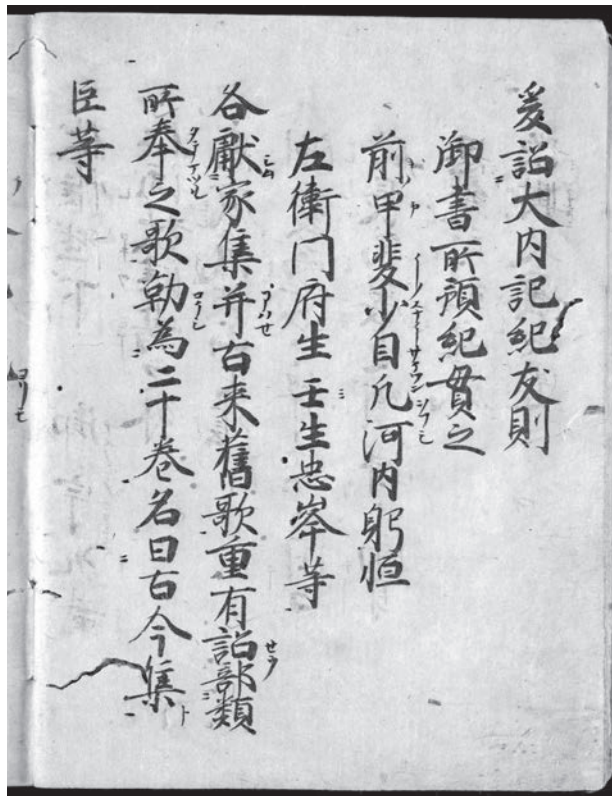 爰詔大内記紀友則
御書所預紀貫之
前甲斐少目凡河内躬恒
左衛門府生壬生忠岑等
各獻家集并古来舊歌重有詔部類
所奉之歌勒為二十巻名曰古今集
臣等